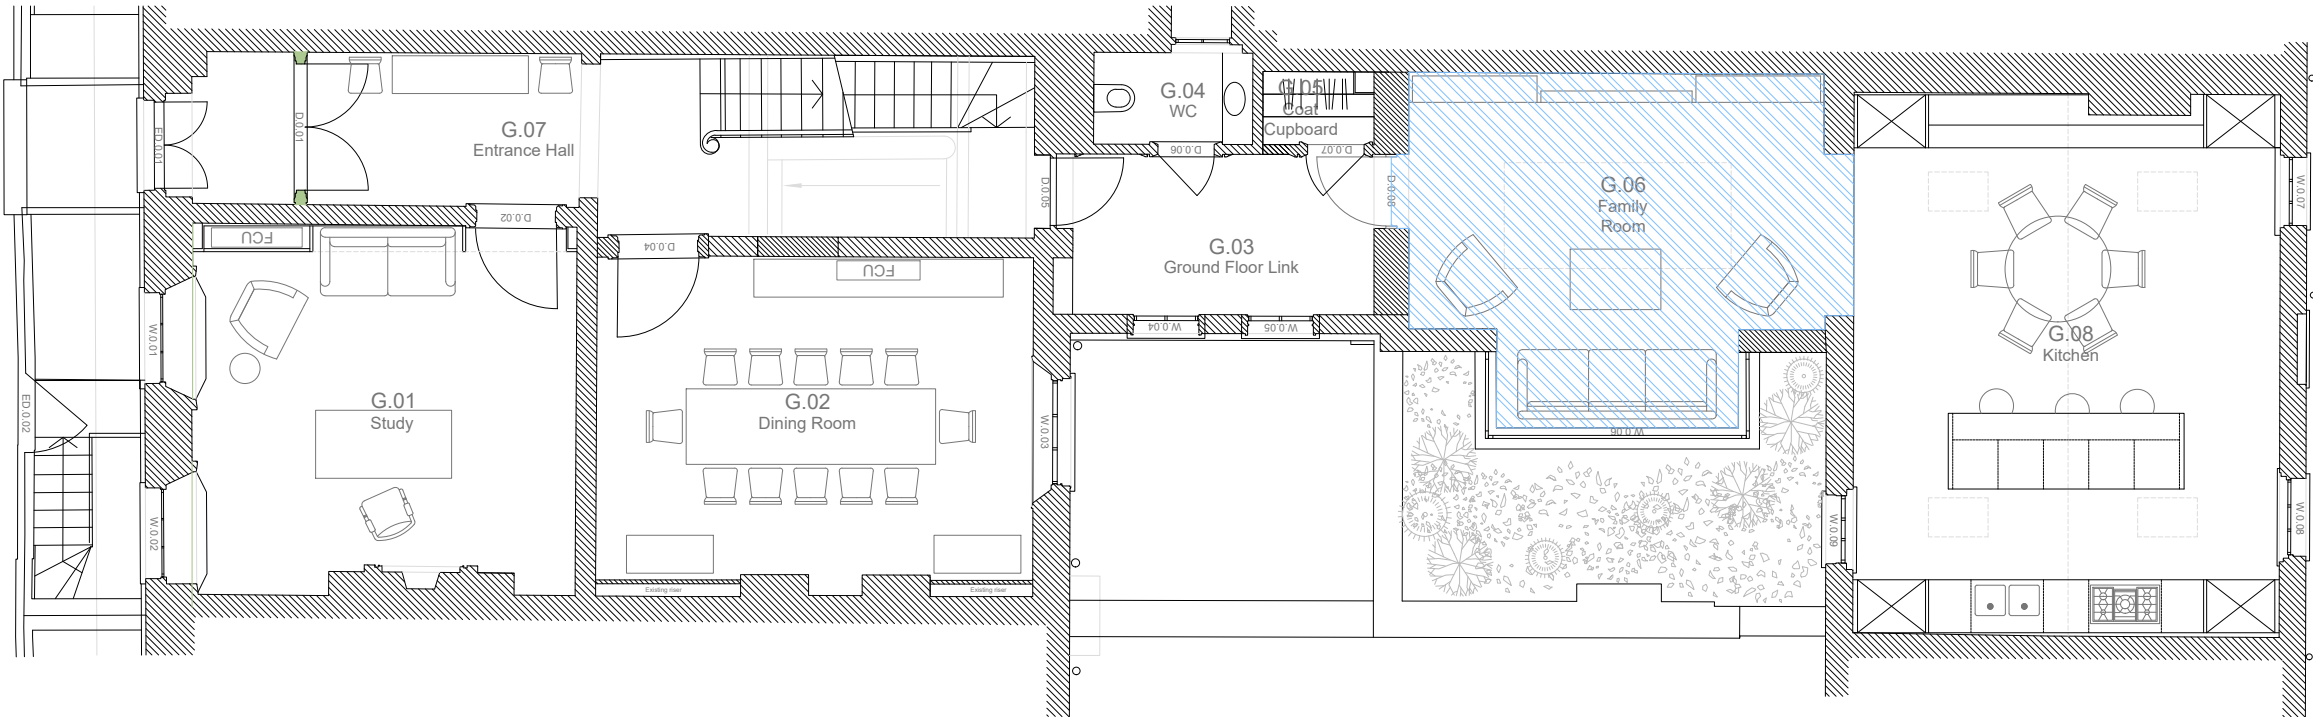 G.07
Entrance Hall
G.04
WC
G.05
Coat
Cupboard
ED.0.01
D.0.01
D.0.02
FCU
D.0.04
FCU
D.0.05
D.0.06
D.0.07
D.0.08
G.06
Family
Room
G.03
Ground Floor Link
W.0.04
W.0.05
W.0.06
W.0.07
G.08
Kitchen
W.0.01
ED.0.02
G.01
Study
G.02
Dining Room
W.0.03
W.0.02
W.0.09
W.0.08
Existing riser
Existing riser